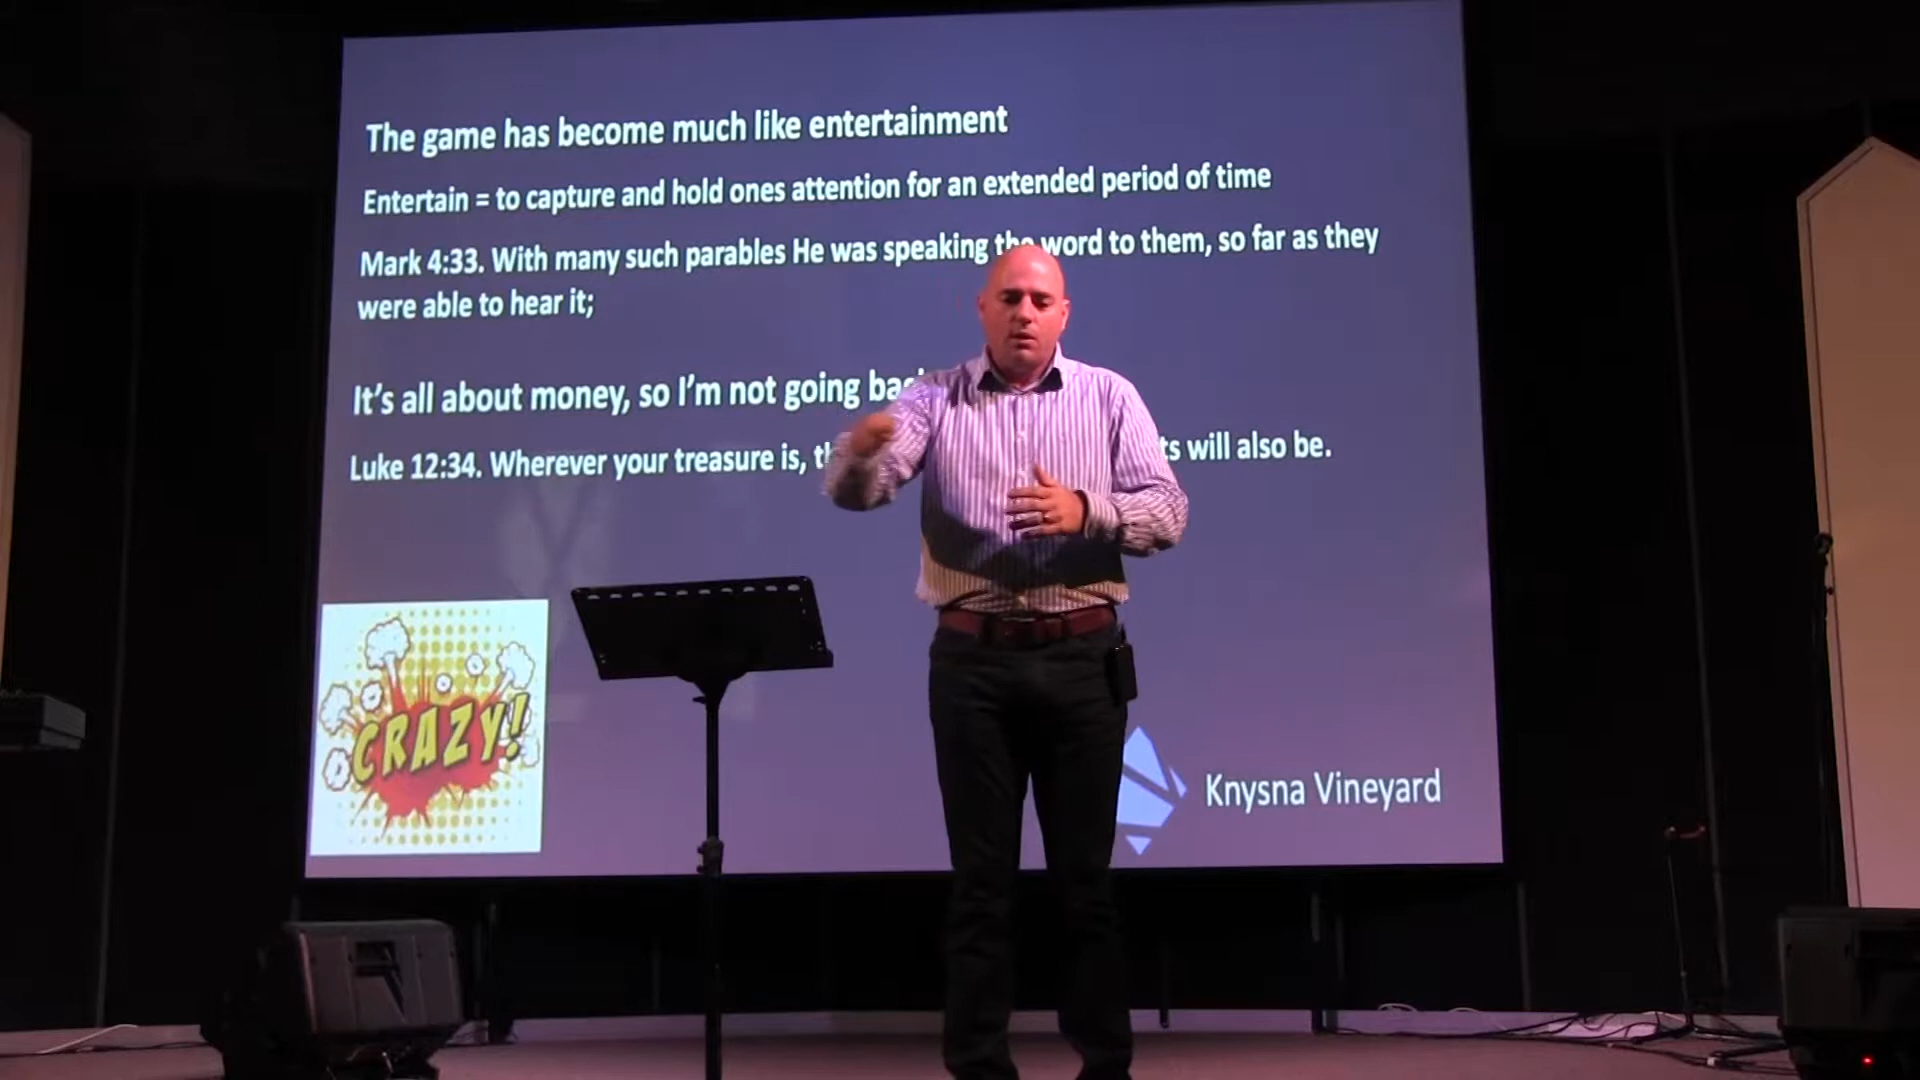 The game has become much like entertainment
Entertain = to capture and hold ones attention for an extended period of time
Mark 4:33. With many such parables He was speaking the word to them, so far as they
were able to hear it;
It's all about money, so I'm not going
Luke 12:34. Wherever your treasure is, will also be.
CRAZY!
Knysna Vineyard